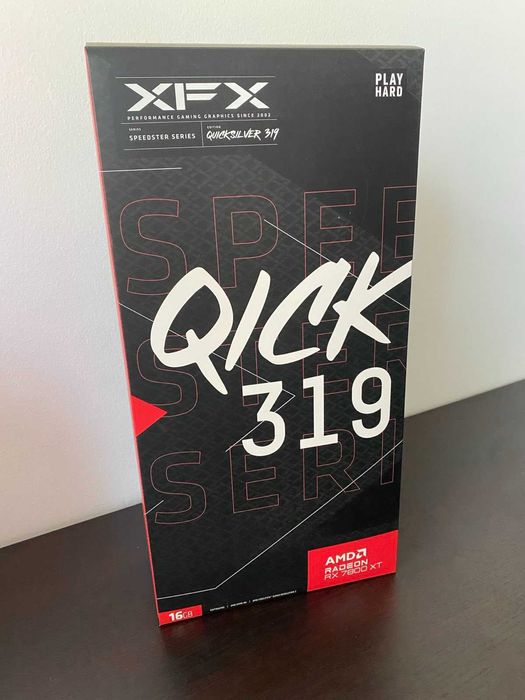 XFX
PLAY
HARD
PERFORMANCE GAMING GRAPHICS SINCE 2002
SERIES
SPEEDSTER SERIES
EDITION
QUICKSILVER 319
SPEE
QICK
319
SERI
AMD
RADEON
RX 7800 XT
16GB